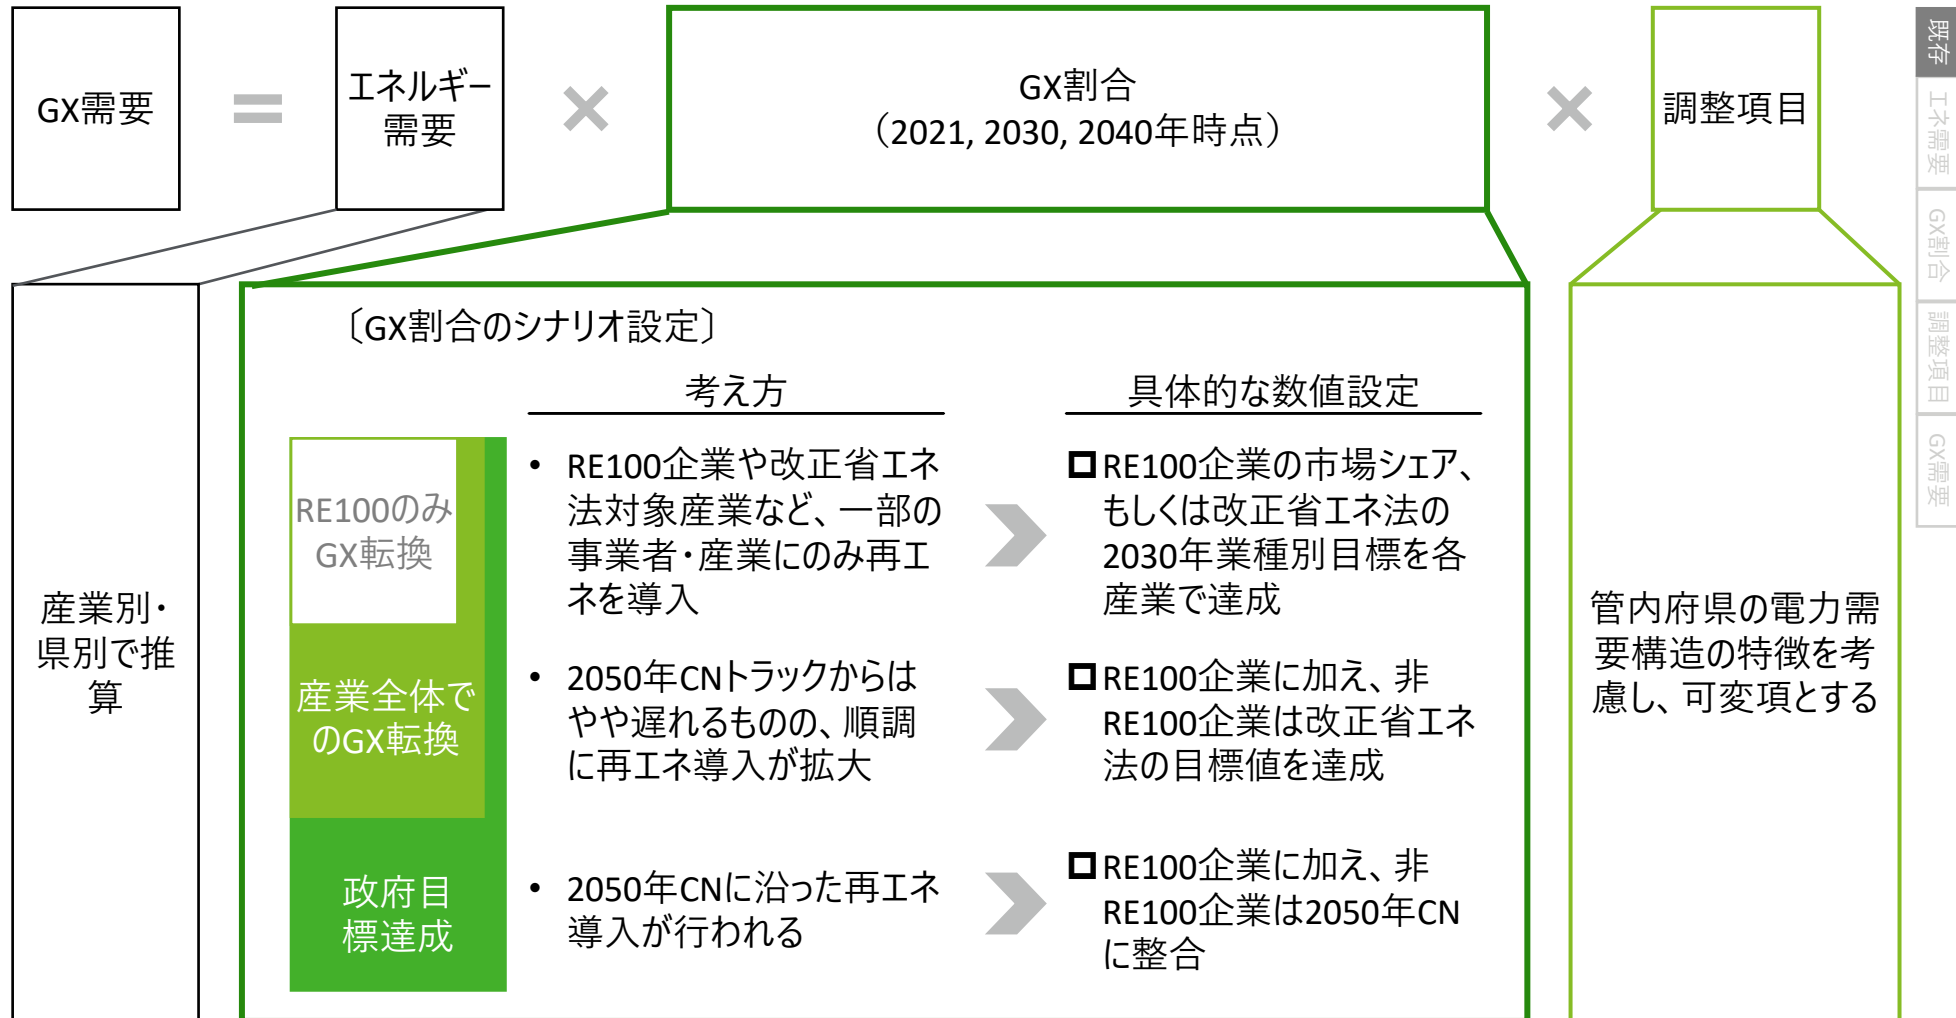 GX需要
エネルギー
需要
GX割合
（2021, 2030, 2040年時点）
調整項目
産業別・
県別で推
算
〔GX割合のシナリオ設定〕
考え方
具体的な数値設定
RE100のみ
GX転換
• RE100企業や改正省エネ
法対象産業など、一部の
事業者・産業にのみ再エ
ネを導入
RE100企業の市場シェア、
もしくは改正省エネ法の
2030年業種別目標を各
産業で達成
産業全体で
のGX転換
• 2050年CNトラックからは
やや遅れるものの、順調
に再エネ導入が拡大
RE100企業に加え、非
RE100企業は改正省エネ
法の目標値を達成
政府目
標達成
• 2050年CNに沿った再エネ
導入が行われる
RE100企業に加え、非
RE100企業は2050年CN
に整合
管内府県の電力需
要構造の特徴を考
慮し、可変項とする
既存
エネ需要
GX割合
調整項目
GX需要